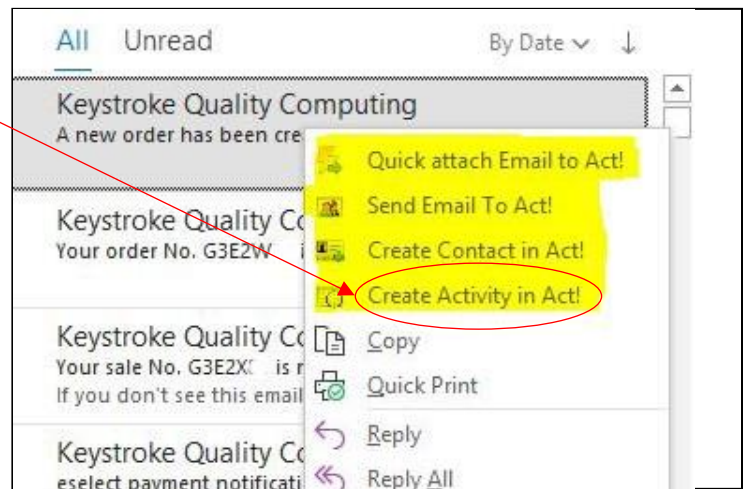 All Unread By Date
Keystroke Quality Computing
A new order has been cre
Quick attach Email to Act!
Send Email To Act!
Keystroke Quality Co
Your order No. G3E2W
Create Contact in Act!
Create Activity in Act!
Keystroke Quality Co
Copy
Your sale No. G3E2X is r
If you don't see this email
Quick Print
Reply
Keystroke Quality Co
eselect payment notificati
Reply All